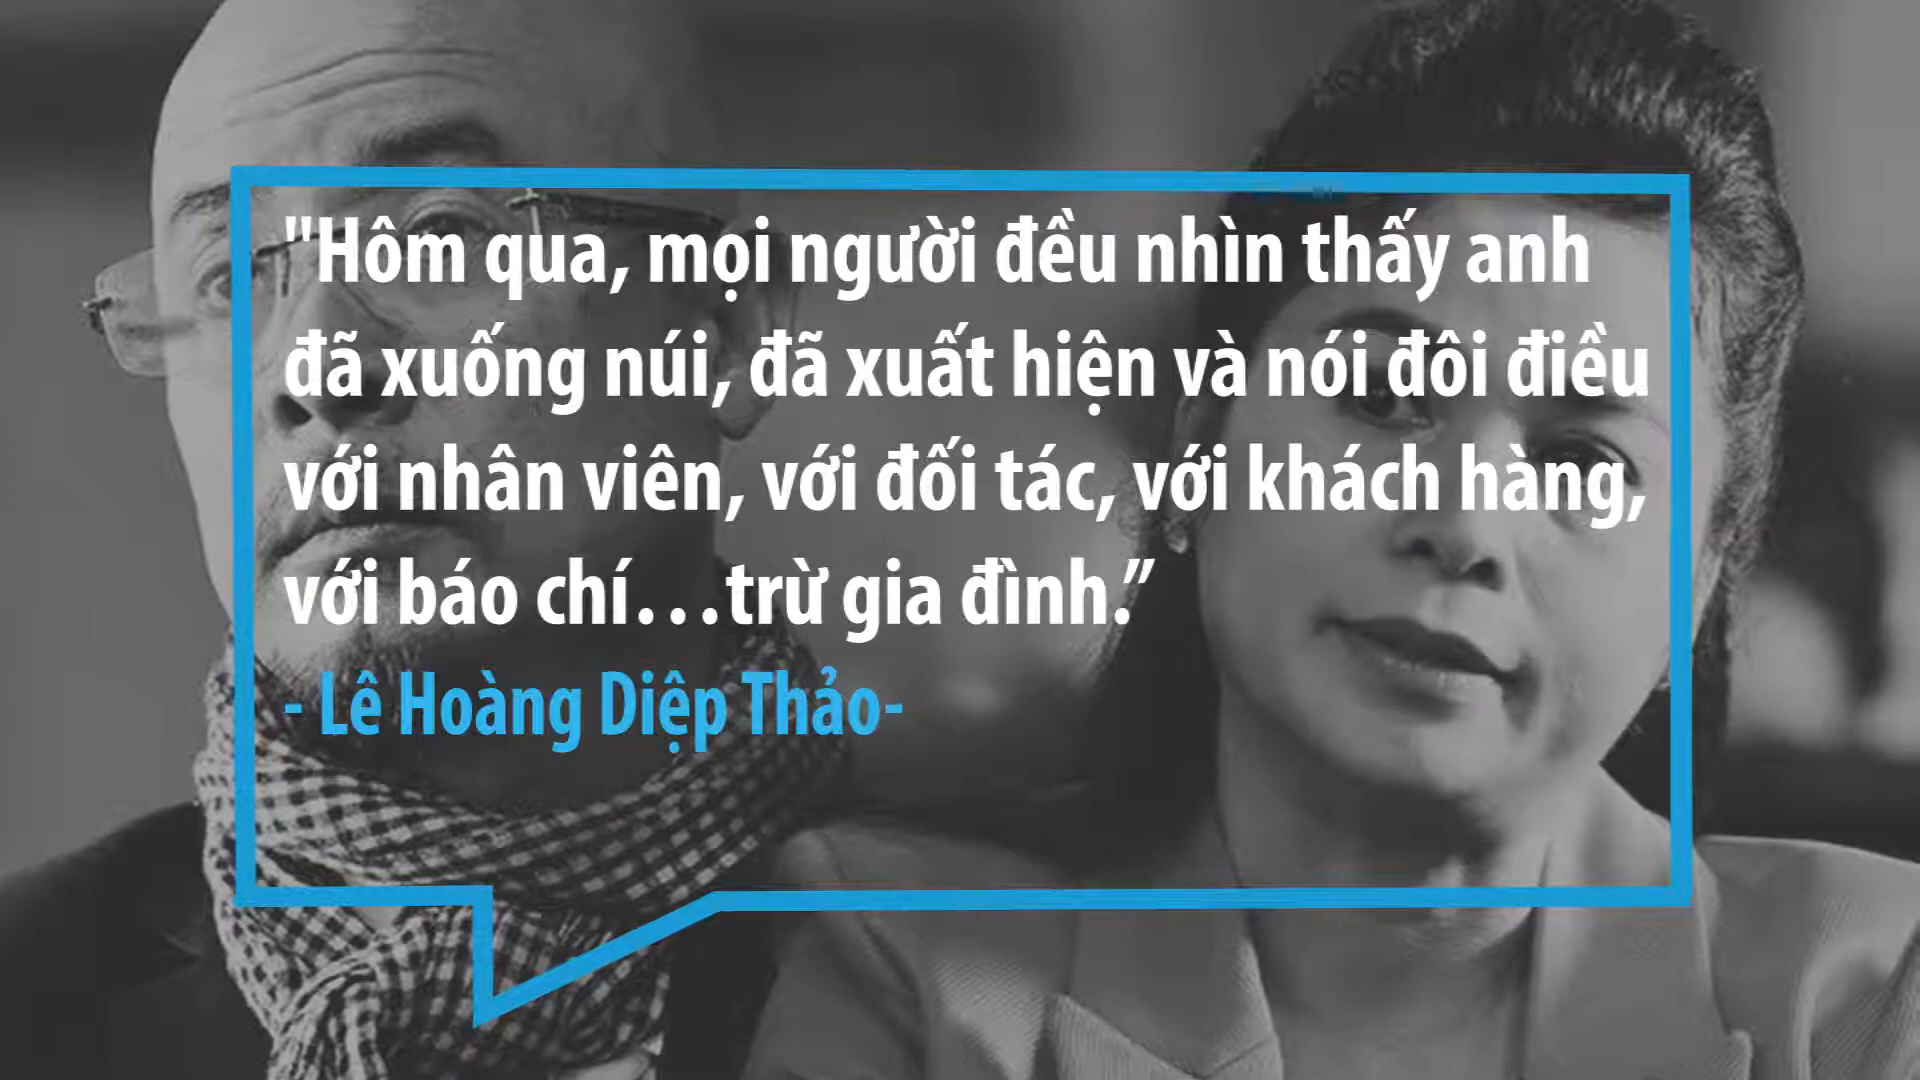 "Hôm qua, mọi người đều nhìn thấy anh
đã xuống núi, đã xuất hiện và nói đôi điều
với nhân viên, với đối tác, với khách hàng,
với báo chí...trừ gia đình.”
- Lê Hoàng Diệp Thảo-